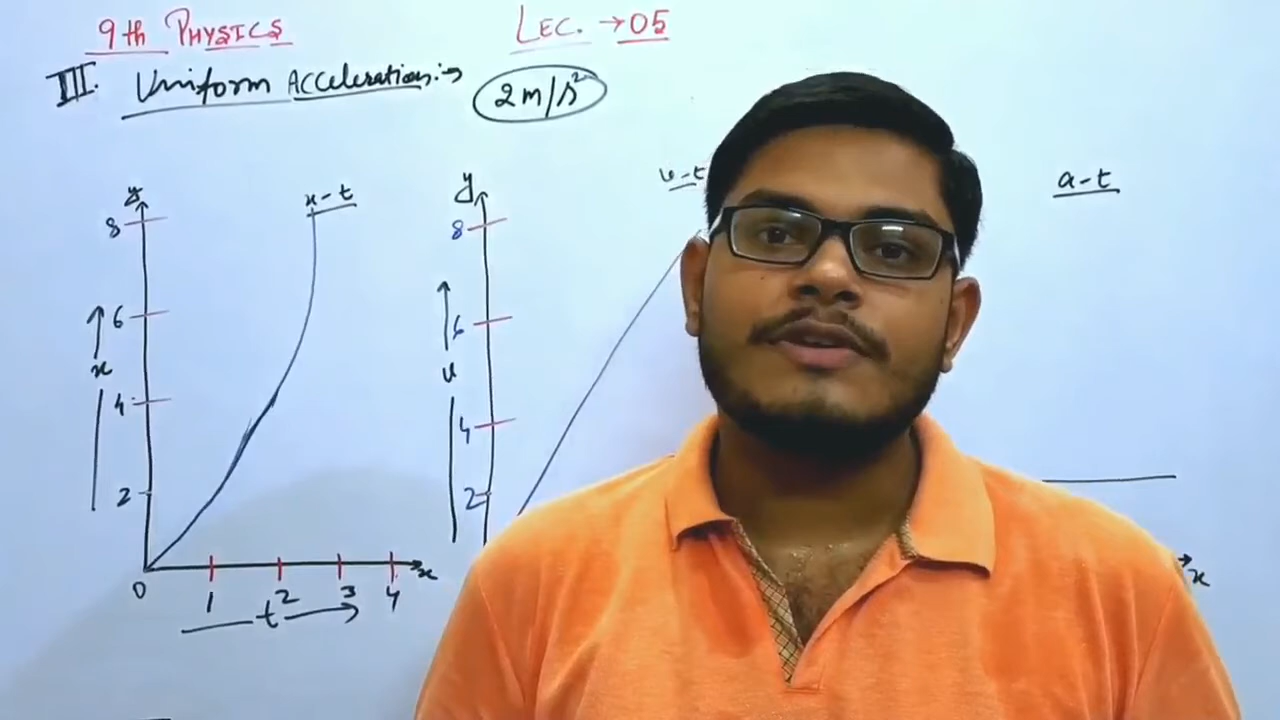 9th PHYSICS
LEC. → 05
III. Uniform Acceleration :→ 2m/s²
x-t
v-t
a-t
y
8
6
4
2
x
0
1
2
3
4
x
t
y
8
6
4
2
v
x